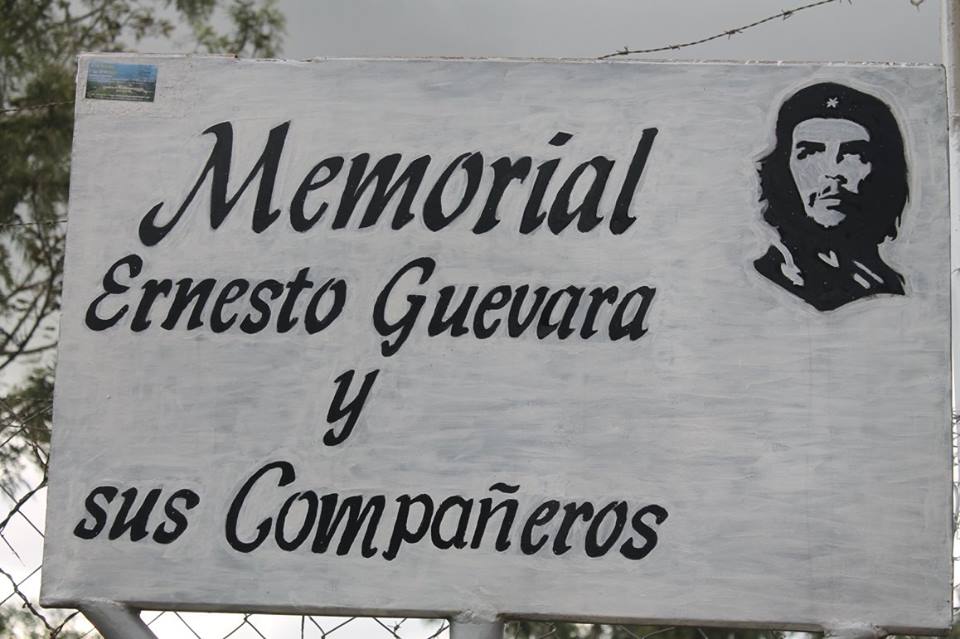 Memorial
Ernesto Guevara
y
sus Compañeros